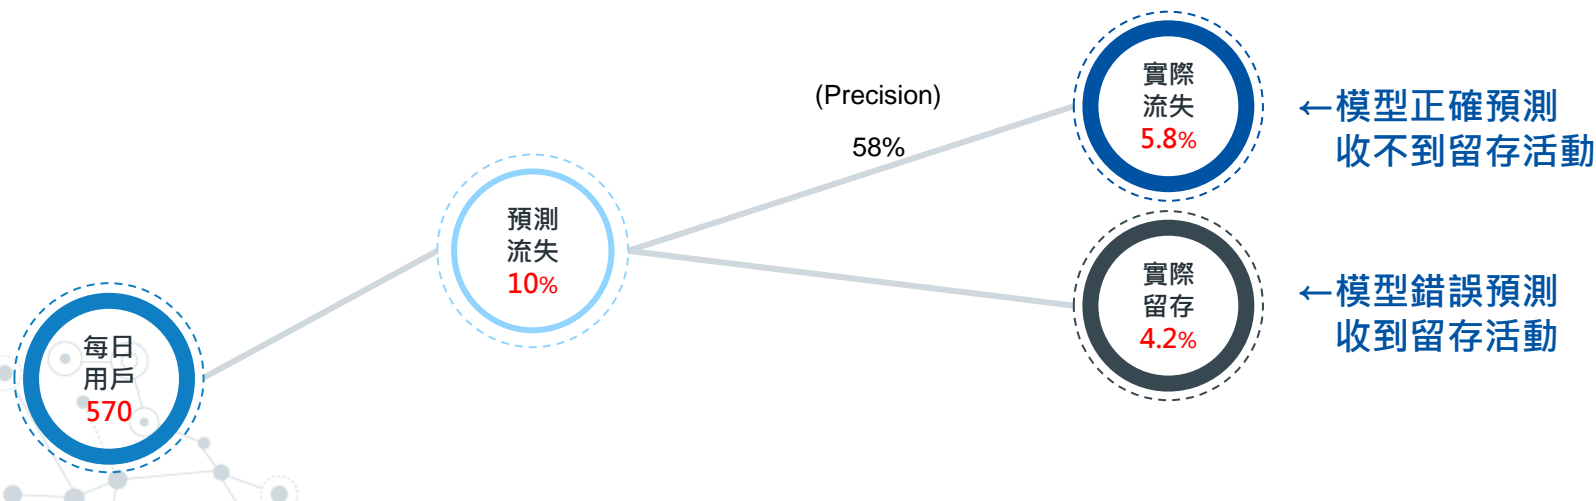 每日
用戶
570
預測
流失
10%
(Precision)
58%
實際
流失
5.8%
←模型正確預測
收不到留存活動
實際
留存
4.2%
←模型錯誤預測
收到留存活動